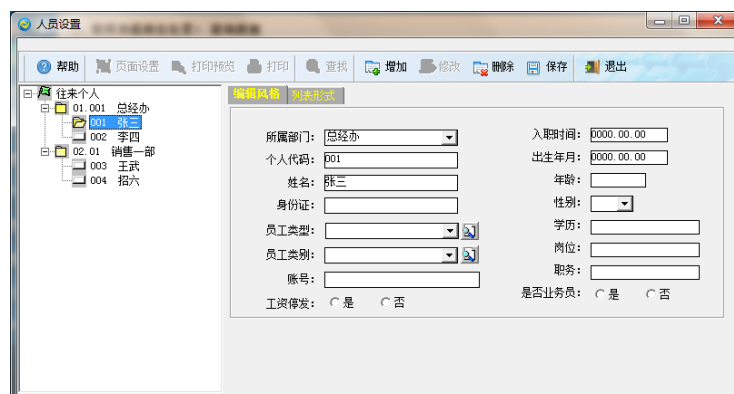 人员设置
帮助 页面设置 打印预览 打印 查找 增加 修改 删除 保存 退出
往来个人
01.001 总经办
001 张三
002 李四
02.01 销售一部
003 王武
004 招六
编辑风格 列表形式
所属部门： 总经办 入职时间： 0000.00.00
个人代码： 001 出生年月： 0000.00.00
姓名： 张三 年龄：
身份证： 性别：
员工类型： 学历：
员工类别： 岗位：
账号： 职务：
工资停发： 是 否 是否业务员： 是 否